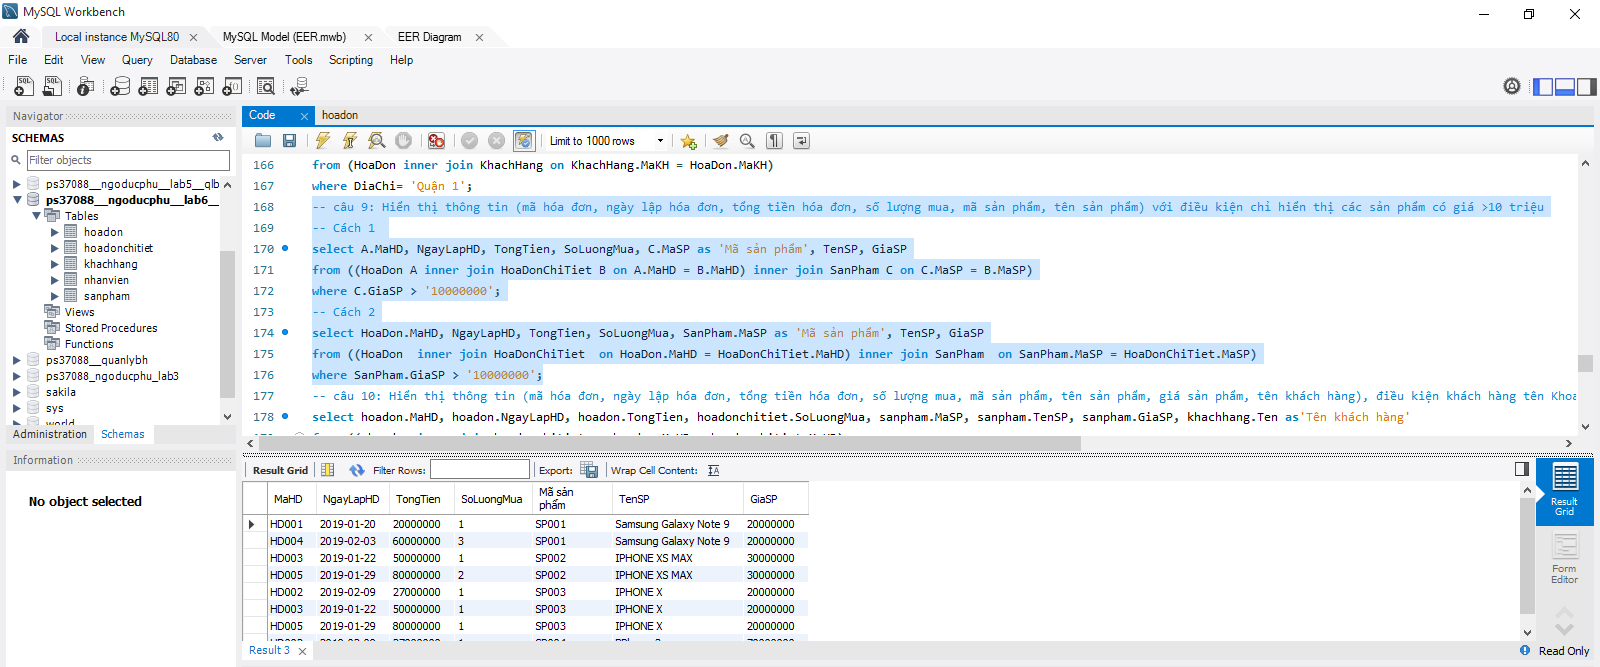 MySQL Workbench
Local instance MySQL80
MySQL Model (EER.mwb)
EER Diagram
File Edit View Query Database Server Tools Scripting Help
Navigator
SCHEMAS
Filter objects
ps37088__ngoducphu__lab5__qlb
ps37088__ngoducphu__lab6__
Tables
hoadon
hoadonchitiet
khachhang
nhanvien
sanpham
Views
Stored Procedures
Functions
ps37088__quanlybh
ps37088_ngoducphu_lab3
sakila
sys
world
Administration Schemas
Information
No object selected
Code hoadon
Limit to 1000 rows
166 from (HoaDon inner join KhachHang on KhachHang.MaKH = HoaDon.MaKH)
167 where DiaChi= 'Quận 1';
168 -- câu 9: Hiển thị thông tin (mã hóa đơn, ngày lập hóa đơn, tổng tiền hóa đơn, số lượng mua, mã sản phẩm, tên sản phẩm) với điều kiện chỉ hiển thị các sản phẩm có giá >10 triệu
169 -- Cách 1
170 select A.MaHD, NgayLapHD, TongTien, SoLuongMua, C.MaSP as 'Mã sản phẩm', TenSP, GiaSP
171 from ((HoaDon A inner join HoaDonChiTiet B on A.MaHD = B.MaHD) inner join SanPham C on C.MaSP = B.MaSP)
172 where C.GiaSP > '10000000';
173 -- Cách 2
174 select HoaDon.MaHD, NgayLapHD, TongTien, SoLuongMua, SanPham.MaSP as 'Mã sản phẩm', TenSP, GiaSP
175 from ((HoaDon  inner join HoaDonChiTiet  on HoaDon.MaHD = HoaDonChiTiet.MaHD) inner join SanPham  on SanPham.MaSP = HoaDonChiTiet.MaSP)
176 where SanPham.GiaSP > '10000000';
177 -- câu 10: Hiển thị thông tin (mã hóa đơn, ngày lập hóa đơn, tổng tiền hóa đơn, số lượng mua, mã sản phẩm, tên sản phẩm, giá sản phẩm, tên khách hàng), điều kiện khách hàng tên Khoa
178 select hoadon.MaHD, hoadon.NgayLapHD, hoadon.TongTien, hoadonchitiet.SoLuongMua, sanpham.MaSP, sanpham.TenSP, sanpham.GiaSP, khachhang.Ten as'Tên khách hàng'
Result Grid Filter Rows: Export: Wrap Cell Content:
MaHD NgayLapHD TongTien SoLuongMua Mã sản phẩm TenSP GiaSP
HD001 2019-01-20 20000000 1 SP001 Samsung Galaxy Note 9 20000000
HD004 2019-02-03 60000000 3 SP001 Samsung Galaxy Note 9 20000000
HD003 2019-01-22 50000000 1 SP002 IPHONE XS MAX 30000000
HD005 2019-01-29 80000000 2 SP002 IPHONE XS MAX 30000000
HD002 2019-02-09 27000000 1 SP003 IPHONE X 20000000
HD003 2019-01-22 50000000 1 SP003 IPHONE X 20000000
HD005 2019-01-29 80000000 1 SP003 IPHONE X 20000000
Result Grid
Form Editor
Result 3
Read Only